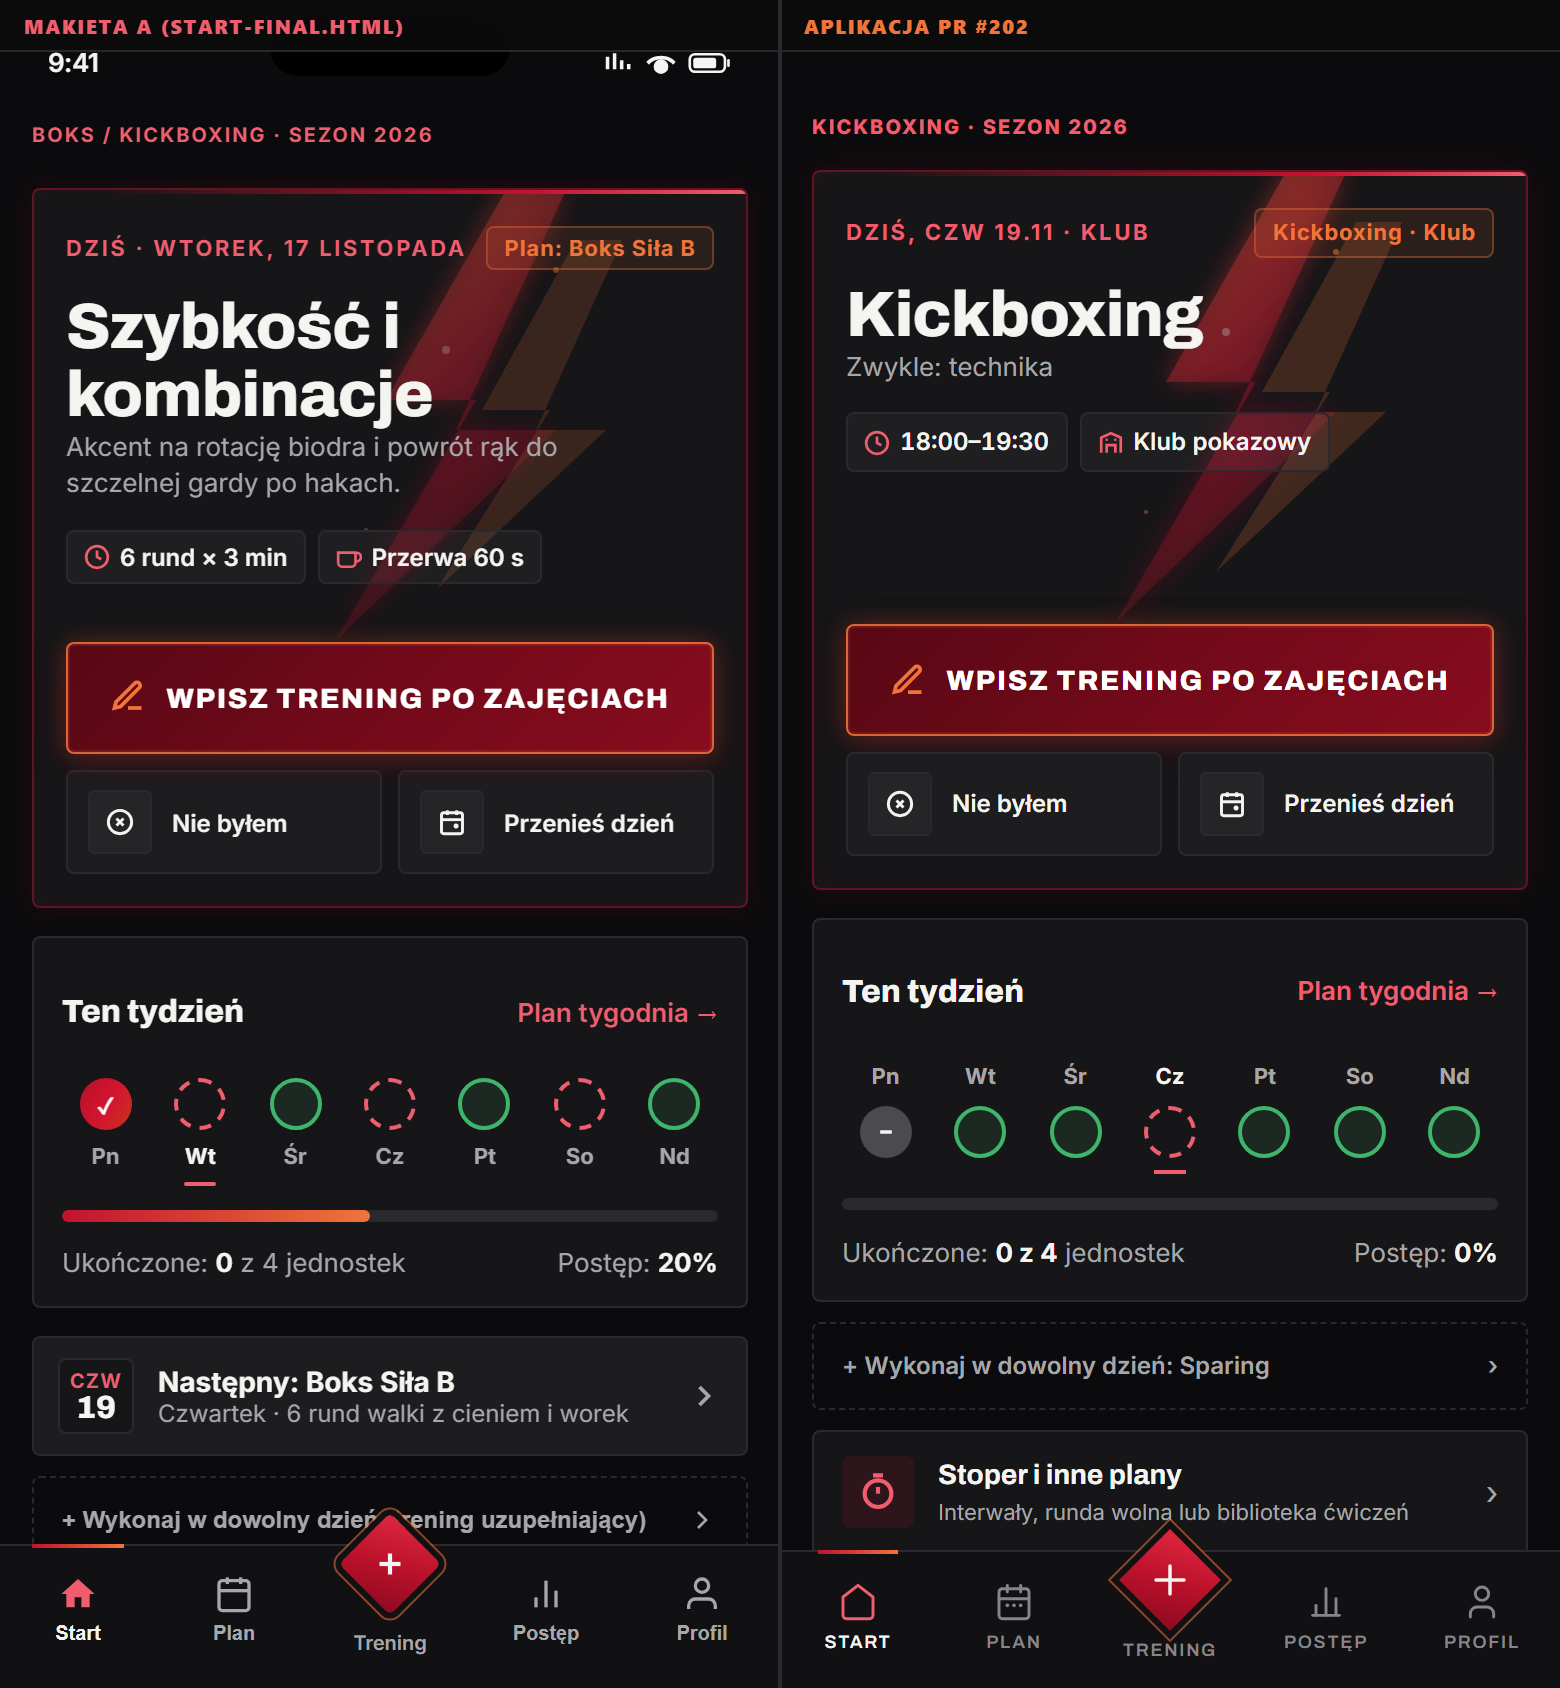 MAKIETA A (START-FINAL.HTML)
9:41
BOKS / KICKBOXING · SEZON 2026
DZIŚ · WTOREK, 17 LISTOPADA
Plan: Boks Siła B
Szybkość i
kombinacje
Akcent na rotację biodra i powrót rąk do
szczelnej gardy po hakach.
6 rund × 3 min
Przerwa 60 s
WPISZ TRENING PO ZAJĘCIACH
Nie byłem
Przenieś dzień
Ten tydzień
Plan tygodnia →
Pn Wt Śr Cz Pt So Nd
Ukończone: 0 z 4 jednostek
Postęp: 20%
CZW
19
Następny: Boks Siła B
Czwartek · 6 rund walki z cieniem i worek
+ Wykonaj w dowolny dzień rening uzupełniający)
Start
Plan
Trening
Postęp
Profil
APLIKACJA PR #202
KICKBOXING · SEZON 2026
DZIŚ, CZW 19.11 · KLUB
Kickboxing · Klub
Kickboxing
Zwykle: technika
18:00–19:30
Klub pokazowy
WPISZ TRENING PO ZAJĘCIACH
Nie byłem
Przenieś dzień
Ten tydzień
Plan tygodnia →
Pn Wt Śr Cz Pt So Nd
Ukończone: 0 z 4 jednostek
Postęp: 0%
+ Wykonaj w dowolny dzień: Sparing
Stoper i inne plany
Interwały, runda wolna lub biblioteka ćwiczeń
START
PLAN
TRENING
POSTĘP
PROFIL